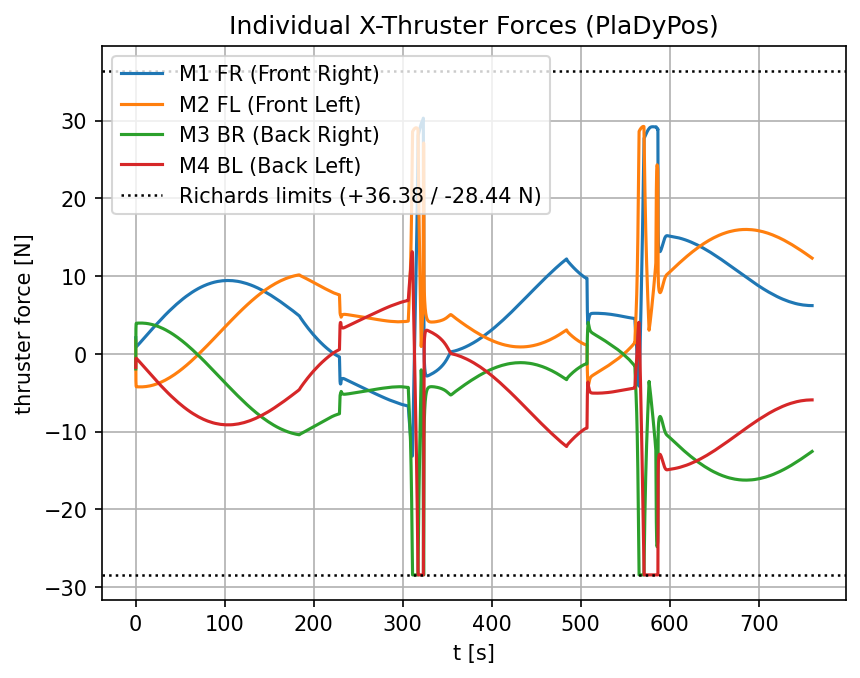 Individual X-Thruster Forces (PlaDyPos)
M1 FR (Front Right)
M2 FL (Front Left)
M3 BR (Back Right)
M4 BL (Back Left)
Richards limits (+36.38 / -28.44 N)
thruster force [N]
30
20
10
0
−10
−20
−30
0 100 200 300 400 500 600 700
t [s]